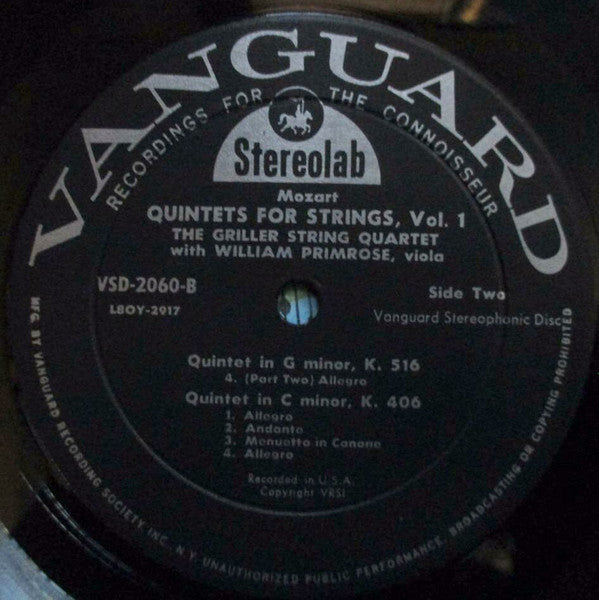 VANGUARD
RECORDINGS FOR THE CONNOISSEUR
Stereolab
Mozart
QUINTETS FOR STRINGS, Vol. 1
THE GRILLER STRING QUARTET
with WILLIAM PRIMROSE, viola
VSD-2060-B
L8OY-2917
Side Two
Vanguard Stereophonic Disc
Quintet in G minor, K. 516
4. (Part Two) Allegro
Quintet in C minor, K. 406
1. Allegro
2. Andante
3. Menuetto in Canone
4. Allegro
Recorded in U.S.A.
Copyright VRSI
MFG. BY VANGUARD RECORDING SOCIETY INC., N.Y. UNAUTHORIZED PUBLIC PERFORMANCE, BROADCASTING OR COPYING PROHIBITED